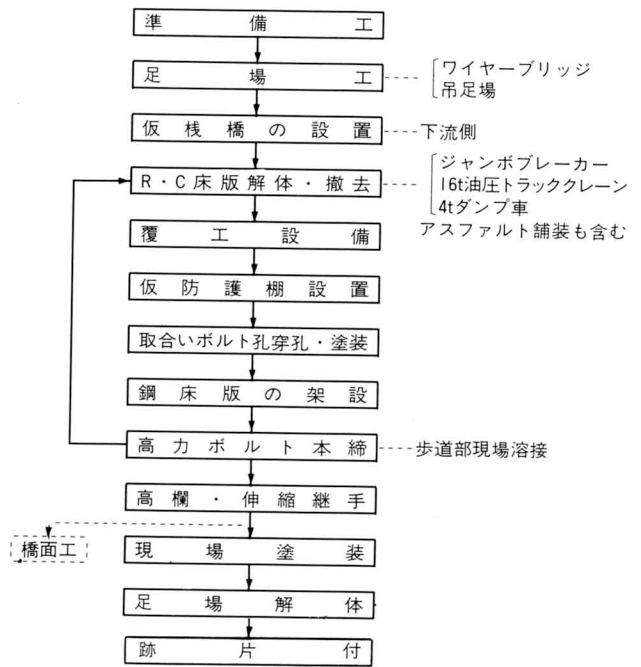 準備工
足場工
ワイヤーブリッジ
吊足場
仮桟橋の設置
下流側
R・C床版解体・撤去
ジャンボブレーカー
16t油圧トラッククレーン
4tダンプ車
アスファルト舗装も含む
覆工設備
仮防護棚設置
取合いボルト孔穿孔・塗装
鋼床版の架設
高力ボルト本締
歩道部現場溶接
高欄・伸縮継手
橋面工
現場塗装
足場解体
跡片付